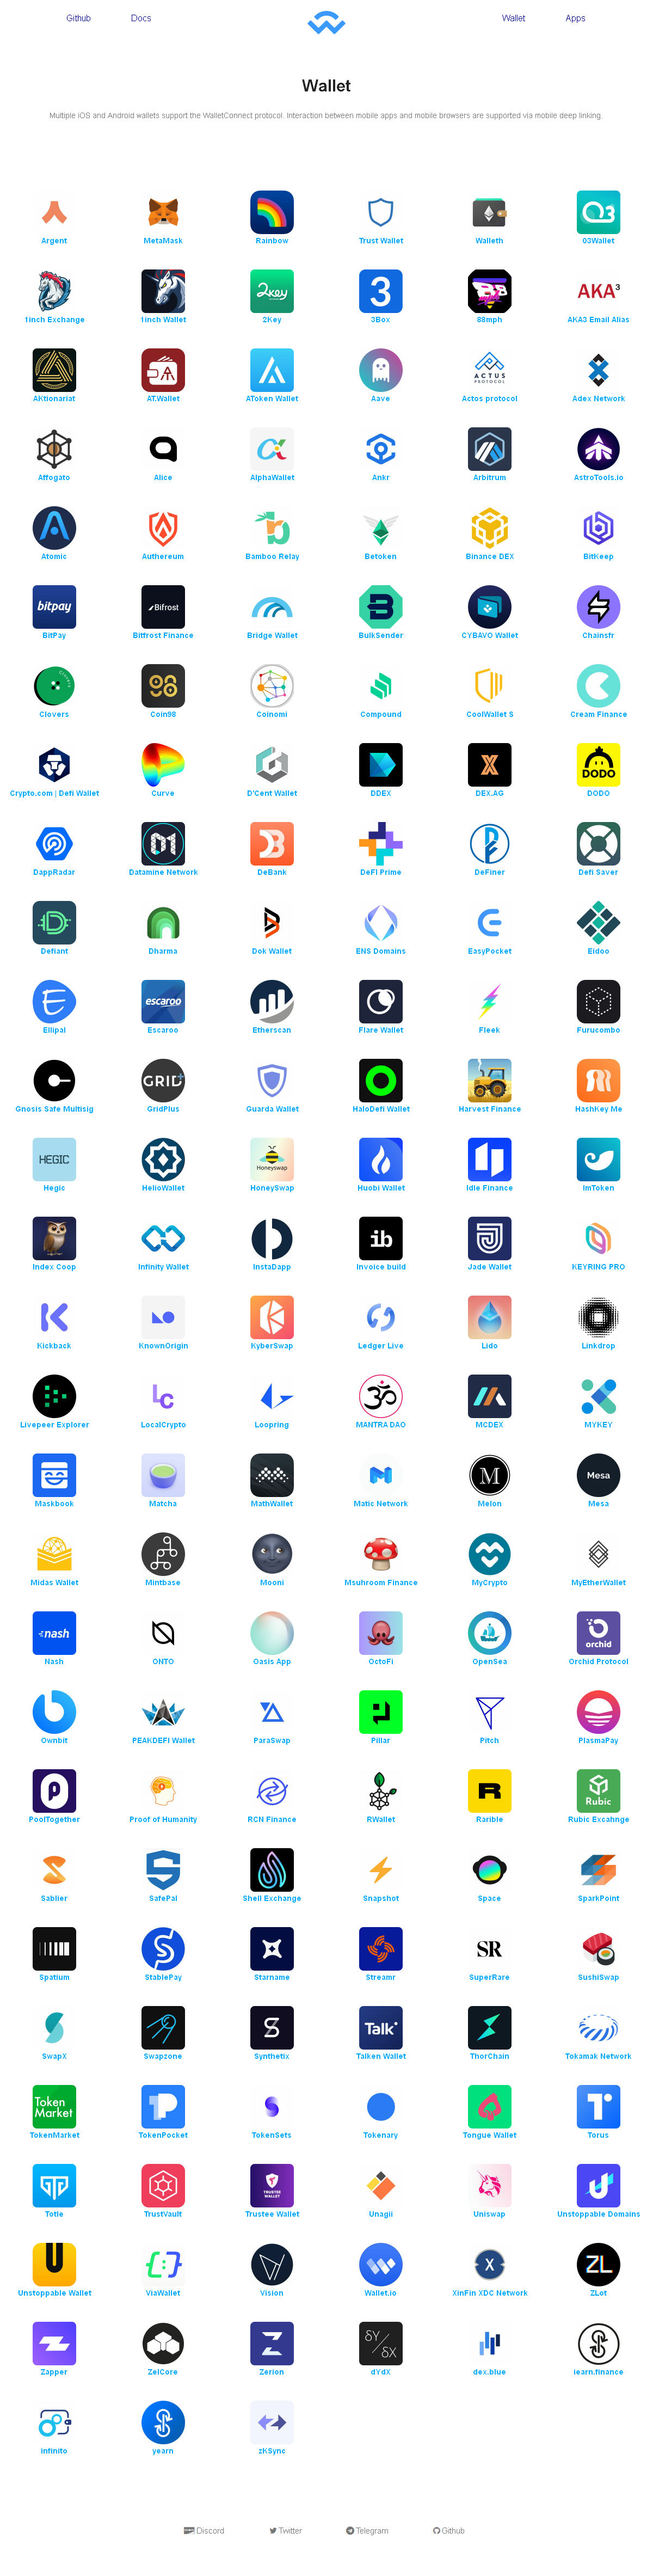 Github Docs Wallet Apps
Wallet
Multiple iOS and Android wallets support the WalletConnect protocol. Interaction between mobile apps and mobile browsers are supported via mobile deep linking.
Argent MetaMask Rainbow Trust Wallet Walleth O3Wallet
1inch Exchange 1inch Wallet 2Key 3Box 88mph AKA3 Email Alias
AKtionariat AT.Wallet AToken Wallet Aave Actos protocol Adex Network
Affogato Alice AlphaWallet Ankr Arbitrum AstroTools.io
Atomic Authereum Bamboo Relay Betoken Binance DEX BitKeep
BitPay Bitfrost Finance Bridge Wallet BulkSender CYBAVO Wallet Chainsfr
Clovers Coin98 Coinomi Compound CoolWallet S Cream Finance
Crypto.com | Defi Wallet Curve D'Cent Wallet DDEX DEX.AG DODO
DappRadar Datamine Network DeBank DeFI Prime DeFiner Defi Saver
Defiant Dharma Dok Wallet ENS Domains EasyPocket Eidoo
Ellipal Escaroo Etherscan Flare Wallet Fleek Furucombo
Gnosis Safe Multisig GridPlus Guarda Wallet HaloDefi Wallet Harvest Finance HashKey Me
Hegic HelioWallet HoneySwap Huobi Wallet Idle Finance ImToken
Index Coop Infinity Wallet InstaDapp Invoice build Jade Wallet KEYRING PRO
Kickback KnownOrigin KyberSwap Ledger Live Lido Linkdrop
Livepeer Explorer LocalCrypto Loopring MANTRA DAO MCDEX MYKEY
Maskbook Matcha MathWallet Matic Network Melon Mesa
Midas Wallet Mintbase Mooni Msuhroom Finance MyCrypto MyEtherWallet
Nash ONTO Oasis App OctoFi OpenSea Orchid Protocol
Ownbit PEAKDEFI Wallet ParaSwap Pillar Pitch PlasmaPay
PoolTogether Proof of Humanity RCN Finance RWallet Rarible Rubic Excahnge
Sablier SafePal Shell Exchange Snapshot Space SparkPoint
Spatium StablePay Starname Streamr SuperRare SushiSwap
SwapX Swapzone Synthetix Talken Wallet ThorChain Tokamak Network
TokenMarket TokenPocket TokenSets Tokenary Tongue Wallet Torus
Totle TrustVault Trustee Wallet Unagii Uniswap Unstoppable Domains
Unstoppable Wallet ViaWallet Vision Wallet.io XinFin XDC Network ZLot
Zapper ZelCore Zerion dYdX dex.blue iearn.finance
infinito yearn zKSync
Discord Twitter Telegram Github